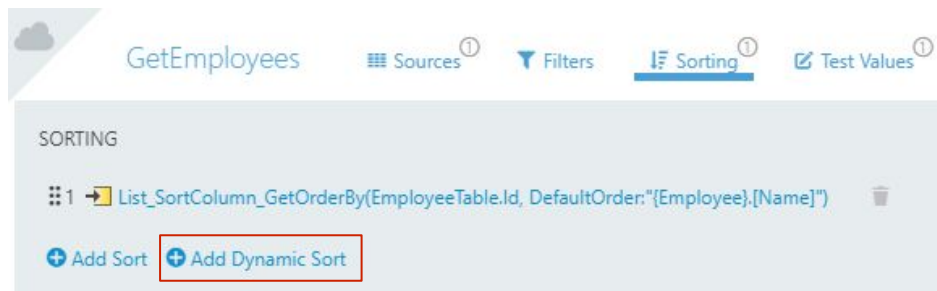 GetEmployees Sources 1 Filters Sorting 1 Test Values 1
SORTING
1 List_SortColumn_GetOrderBy(EmployeeTable.Id, DefaultOrder:"{Employee}.[Name]")
Add Sort Add Dynamic Sort